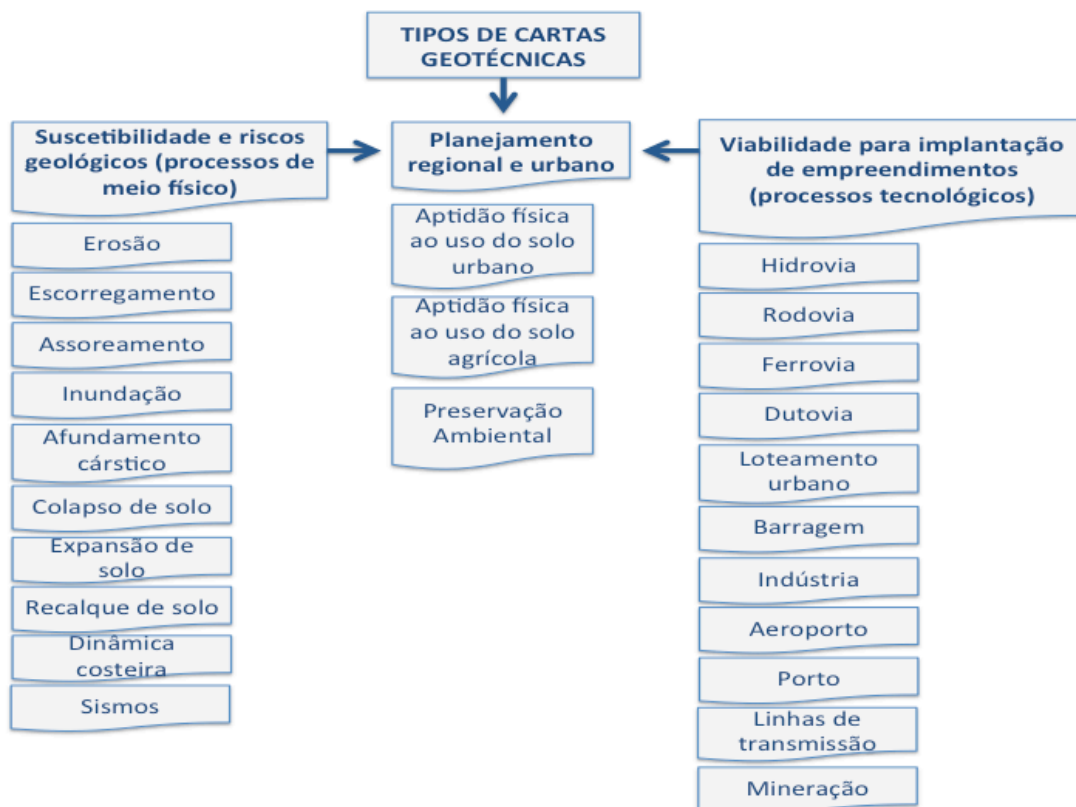 TIPOS DE CARTAS
GEOTÉCNICAS
Suscetibilidade e riscos
geológicos (processos de
meio físico)
Erosão
Escorregamento
Assoreamento
Inundação
Afundamento
cárstico
Colapso de solo
Expansão de
solo
Recalque de solo
Dinâmica
costeira
Sismos
Planejamento
regional e urbano
Aptidão física
ao uso do solo
urbano
Aptidão física
ao uso do solo
agrícola
Preservação
Ambiental
Viabilidade para implantação
de empreendimentos
(processos tecnológicos)
Hidrovia
Rodovia
Ferrovia
Dutovia
Loteamento
urbano
Barragem
Indústria
Aeroporto
Porto
Linhas de
transmissão
Mineração